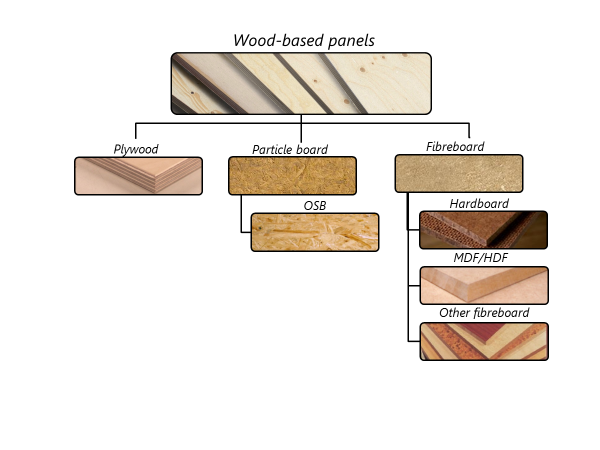 Wood-based panels
Plywood
Particle board
Fibreboard
OSB
Hardboard
MDF/HDF
Other fibreboard